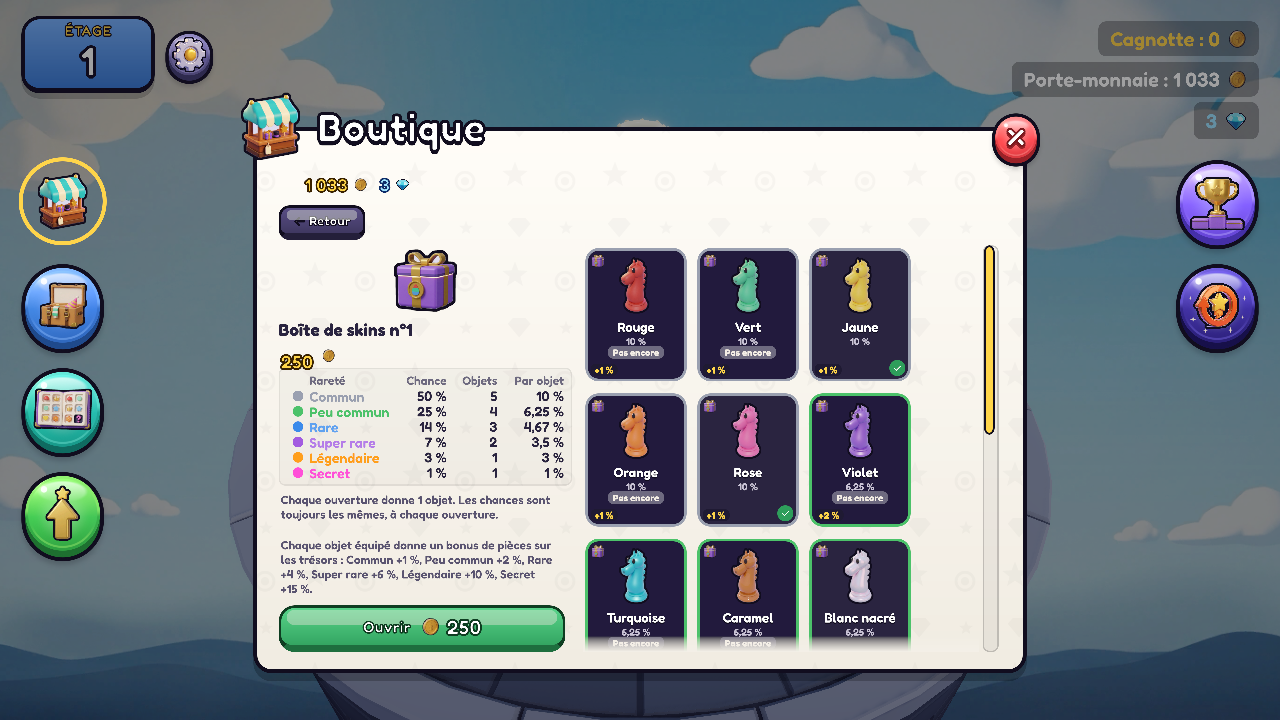 ÉTAGE
1
Cagnotte : 0
Porte-monnaie : 1 033
3
Boutique
1 033 3
← Retour
Boîte de skins n°1
250
Rareté Chance Objets Par objet
Commun 50 % 5 10 %
Peu commun 25 % 4 6,25 %
Rare 14 % 3 4,67 %
Super rare 7 % 2 3,5 %
Légendaire 3 % 1 3 %
Secret 1 % 1 1 %
Chaque ouverture donne 1 objet. Les chances sont
toujours les mêmes, à chaque ouverture.
Chaque objet équipé donne un bonus de pièces sur
les trésors : Commun +1 %, Peu commun +2 %, Rare
+4 %, Super rare +6 %, Légendaire +10 %, Secret
+15 %.
Ouvrir 250
Rouge
10 %
Pas encore
+1 %
Vert
10 %
Pas encore
+1 %
Jaune
10 %
+1 %
Orange
10 %
Pas encore
+1 %
Rose
10 %
+1 %
Violet
6,25 %
Pas encore
+2 %
Turquoise
6,25 %
Pas encore
Caramel
6,25 %
Pas encore
Blanc nacré
6,25 %